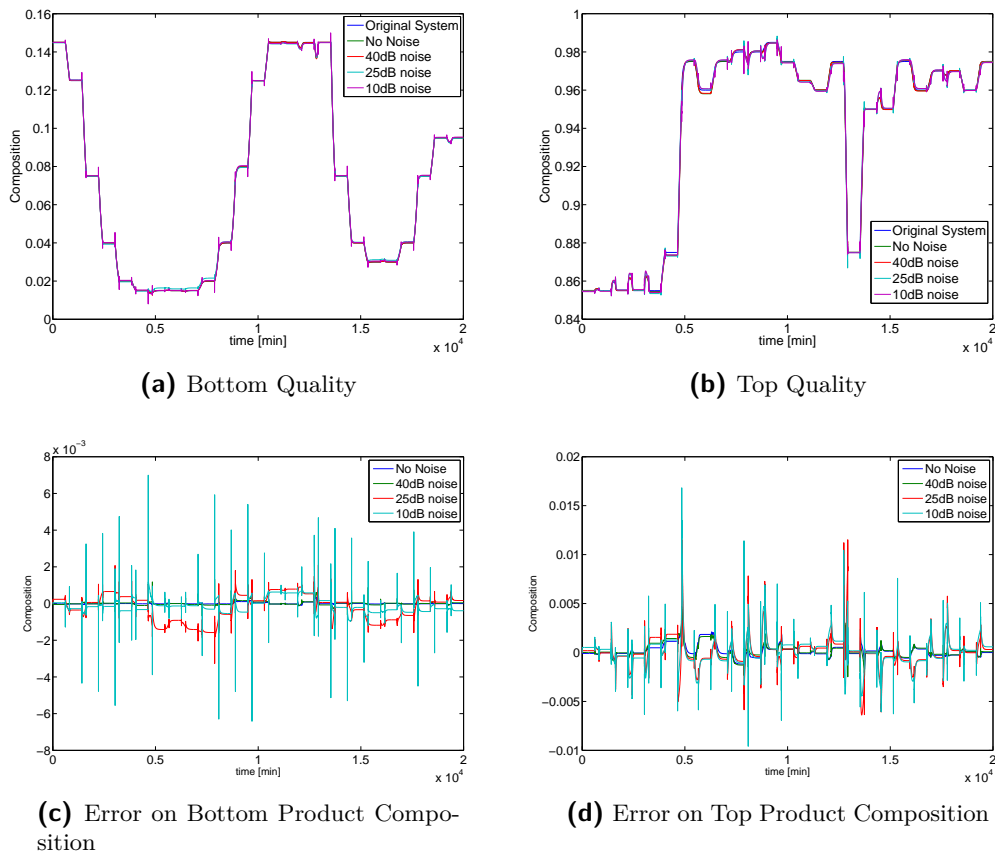 0.16
0.14
0.12
0.1
0.08
0.06
0.04
0.02
0
Composition
0
0.5
1
1.5
2
x 10^4
time [min]
Original System
No Noise
40dB noise
25dB noise
10dB noise
(a) Bottom Quality
1
0.98
0.96
0.94
0.92
0.9
0.88
0.86
0.84
Composition
0
0.5
1
1.5
2
x 10^4
time [min]
Original System
No Noise
40dB noise
25dB noise
10dB noise
(b) Top Quality
x 10^-3
8
6
4
2
0
−2
−4
−6
−8
Composition
0
0.5
1
1.5
2
x 10^4
time [min]
No Noise
40dB noise
25dB noise
10dB noise
(c) Error on Bottom Product Compo-
sition
0.02
0.015
0.01
0.005
0
−0.005
−0.01
Composition
0
0.5
1
1.5
2
x 10^4
time [min]
No Noise
40dB noise
25dB noise
10dB noise
(d) Error on Top Product Composition